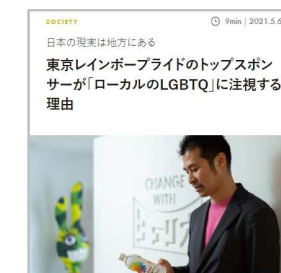 SOCIETY
9min | 2021.5.6
日本の現実は地方にある
東京レインボープライドのトップスポン
サーが「ローカルのLGBTQ」に注視する
理由
CHANGE
WITH